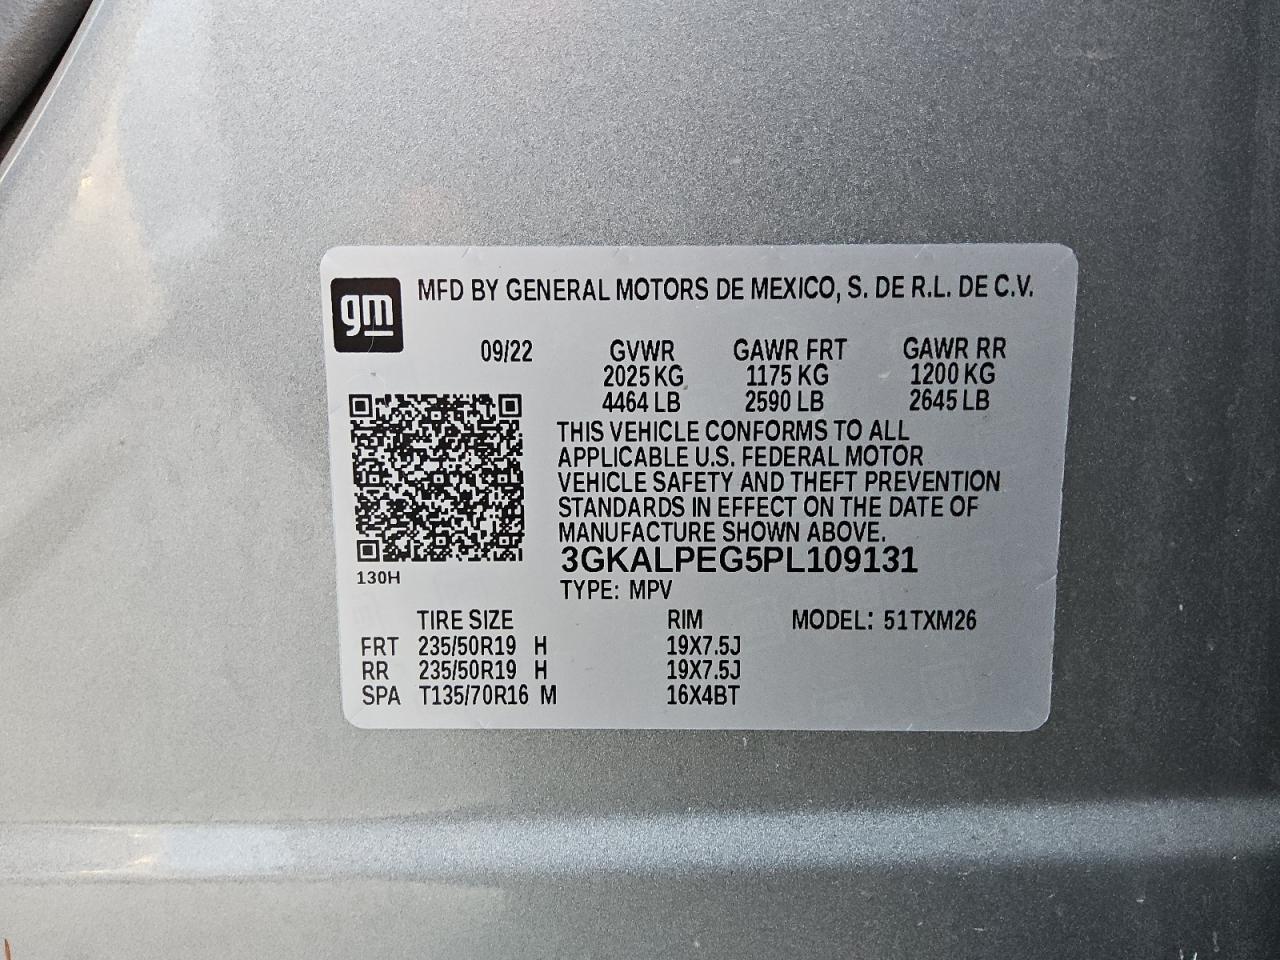 gm
MFD BY GENERAL MOTORS DE MEXICO, S. DE R.L. DE C.V.
09/22 GVWR GAWR FRT GAWR RR
2025 KG 1175 KG 1200 KG
4464 LB 2590 LB 2645 LB
THIS VEHICLE CONFORMS TO ALL
APPLICABLE U.S. FEDERAL MOTOR
VEHICLE SAFETY AND THEFT PREVENTION
STANDARDS IN EFFECT ON THE DATE OF
MANUFACTURE SHOWN ABOVE.
3GKALPEG5PL109131
130H
TYPE: MPV
TIRE SIZE RIM MODEL: 51TXM26
FRT 235/50R19 H 19X7.5J
RR 235/50R19 H 19X7.5J
SPA T135/70R16 M 16X4BT